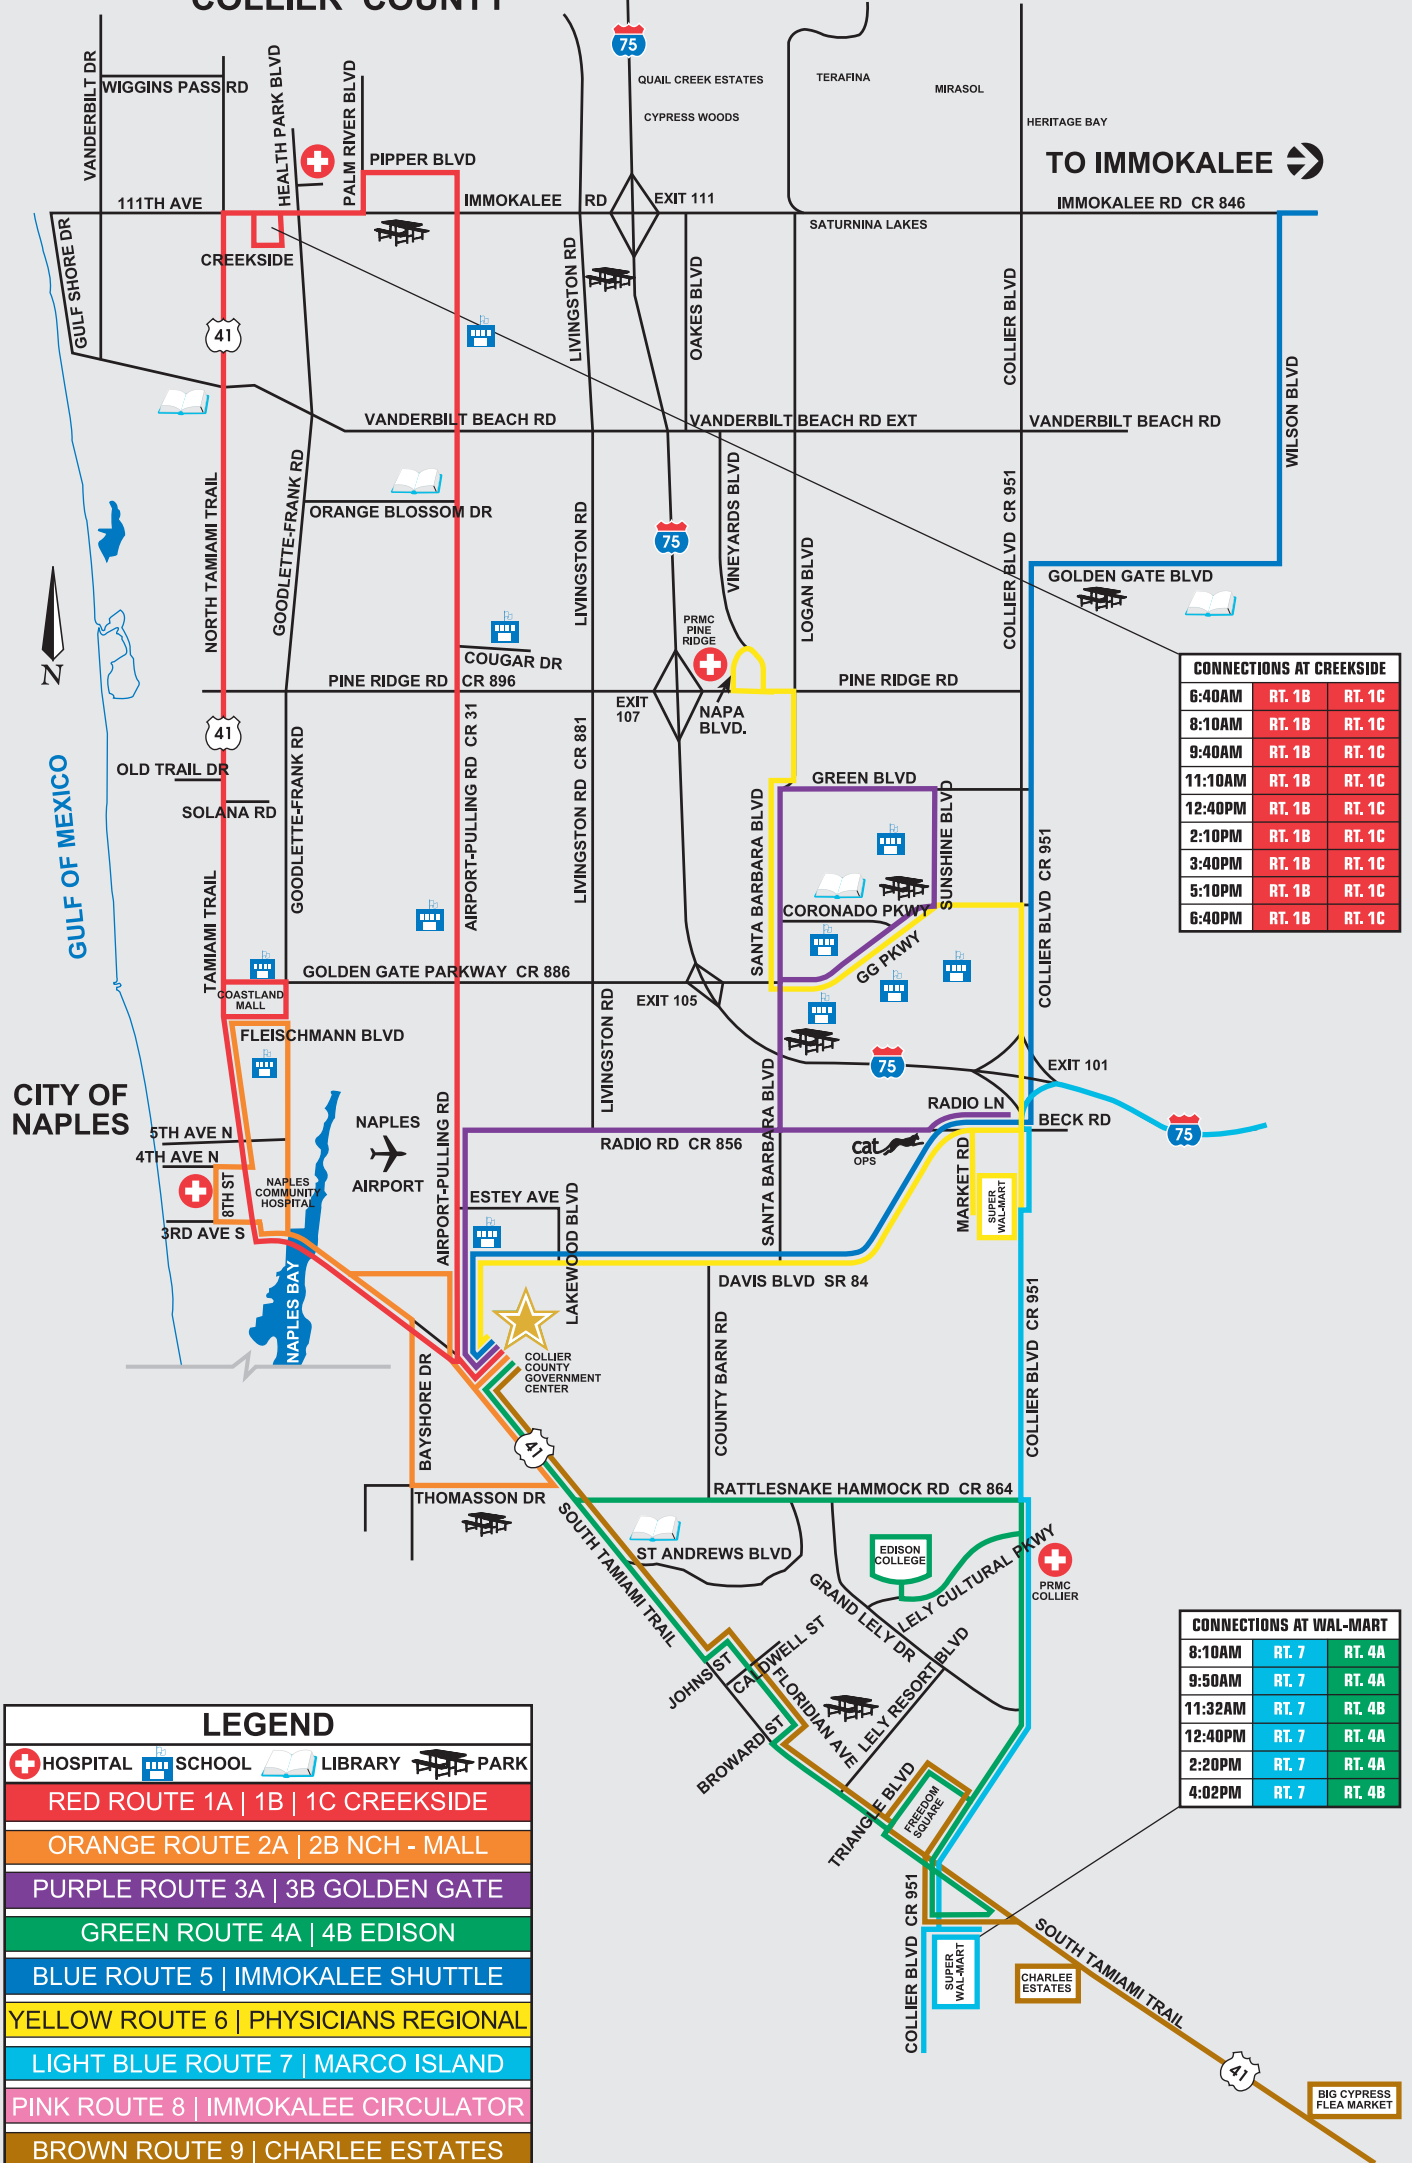 COLLIER COUNTY
75
VANDERBILT DR
WIGGINS PASS RD
HEALTH PARK BLVD
PALM RIVER BLVD
PIPPER BLVD
QUAIL CREEK ESTATES
CYPRESS WOODS
TERAFINA
MIRASOL
HERITAGE BAY
TO IMMOKALEE
111TH AVE
IMMOKALEE RD
EXIT 111
IMMOKALEE RD CR 846
SATURNINA LAKES
CREEKSIDE
GULF SHORE DR
41
LIVINGSTON RD
OAKES BLVD
COLLIER BLVD
WILSON BLVD
VANDERBILT BEACH RD
VANDERBILT BEACH RD EXT
VANDERBILT BEACH RD
NORTH TAMIAMI TRAIL
GOODLETTE-FRANK RD
ORANGE BLOSSOM DR
LIVINGSTON RD
75
VINEYARDS BLVD
LOGAN BLVD
COLLIER BLVD CR 951
GOLDEN GATE BLVD
N
COUGAR DR
PRMC
PINE
RIDGE
PINE RIDGE RD CR 896
EXIT
107
NAPA
BLVD.
PINE RIDGE RD
CONNECTIONS AT CREEKSIDE
6:40AM RT. 1B RT. 1C
8:10AM RT. 1B RT. 1C
9:40AM RT. 1B RT. 1C
11:10AM RT. 1B RT. 1C
12:40PM RT. 1B RT. 1C
2:10PM RT. 1B RT. 1C
3:40PM RT. 1B RT. 1C
5:10PM RT. 1B RT. 1C
6:40PM RT. 1B RT. 1C
41
OLD TRAIL DR
SOLANA RD
GULF OF MEXICO
GOODLETTE-FRANK RD
AIRPORT-PULLING RD CR 31
LIVINGSTON RD CR 881
GREEN BLVD
SANTA BARBARA BLVD
SUNSHINE BLVD
COLLIER BLVD CR 951
CORONADO PKWY
GG PKWY
TAMIAMI TRAIL
GOLDEN GATE PARKWAY CR 886
EXIT 105
COASTLAND
MALL
FLEISCHMANN BLVD
LIVINGSTON RD
75
EXIT 101
CITY OF
NAPLES
5TH AVE N
4TH AVE N
8TH ST
3RD AVE S
NAPLES
COMMUNITY
HOSPITAL
NAPLES
AIRPORT
AIRPORT-PULLING RD
RADIO RD CR 856
SANTA BARBARA BLVD
cat
OPS
RADIO LN
BECK RD
75
MARKET RD
SUPER
WAL-MART
ESTEY AVE
LAKEWOOD BLVD
DAVIS BLVD SR 84
NAPLES BAY
COLLIER
COUNTY
GOVERNMENT
CENTER
COUNTY BARN RD
COLLIER BLVD CR 951
BAYSHORE DR
41
THOMASSON DR
RATTLESNAKE HAMMOCK RD CR 864
SOUTH TAMIAMI TRAIL
ST ANDREWS BLVD
EDISON
COLLEGE
LELY CULTURAL PKWY
PRMC
COLLIER
GRAND LELY DR
JOHNS ST
CALDWELL ST
FLORIDIAN AVE
LELY RESORT BLVD
BROWARD ST
TRIANGLE BLVD
FREEDOM
SQUARE
CONNECTIONS AT WAL-MART
8:10AM RT. 7 RT. 4A
9:50AM RT. 7 RT. 4A
11:32AM RT. 7 RT. 4B
12:40PM RT. 7 RT. 4A
2:20PM RT. 7 RT. 4A
4:02PM RT. 7 RT. 4B
COLLIER BLVD CR 951
SUPER
WAL-MART
CHARLEE
ESTATES
SOUTH TAMIAMI TRAIL
41
BIG CYPRESS
FLEA MARKET
LEGEND
HOSPITAL SCHOOL LIBRARY PARK
RED ROUTE 1A | 1B | 1C CREEKSIDE
ORANGE ROUTE 2A | 2B NCH - MALL
PURPLE ROUTE 3A | 3B GOLDEN GATE
GREEN ROUTE 4A | 4B EDISON
BLUE ROUTE 5 | IMMOKALEE SHUTTLE
YELLOW ROUTE 6 | PHYSICIANS REGIONAL
LIGHT BLUE ROUTE 7 | MARCO ISLAND
PINK ROUTE 8 | IMMOKALEE CIRCULATOR
BROWN ROUTE 9 | CHARLEE ESTATES